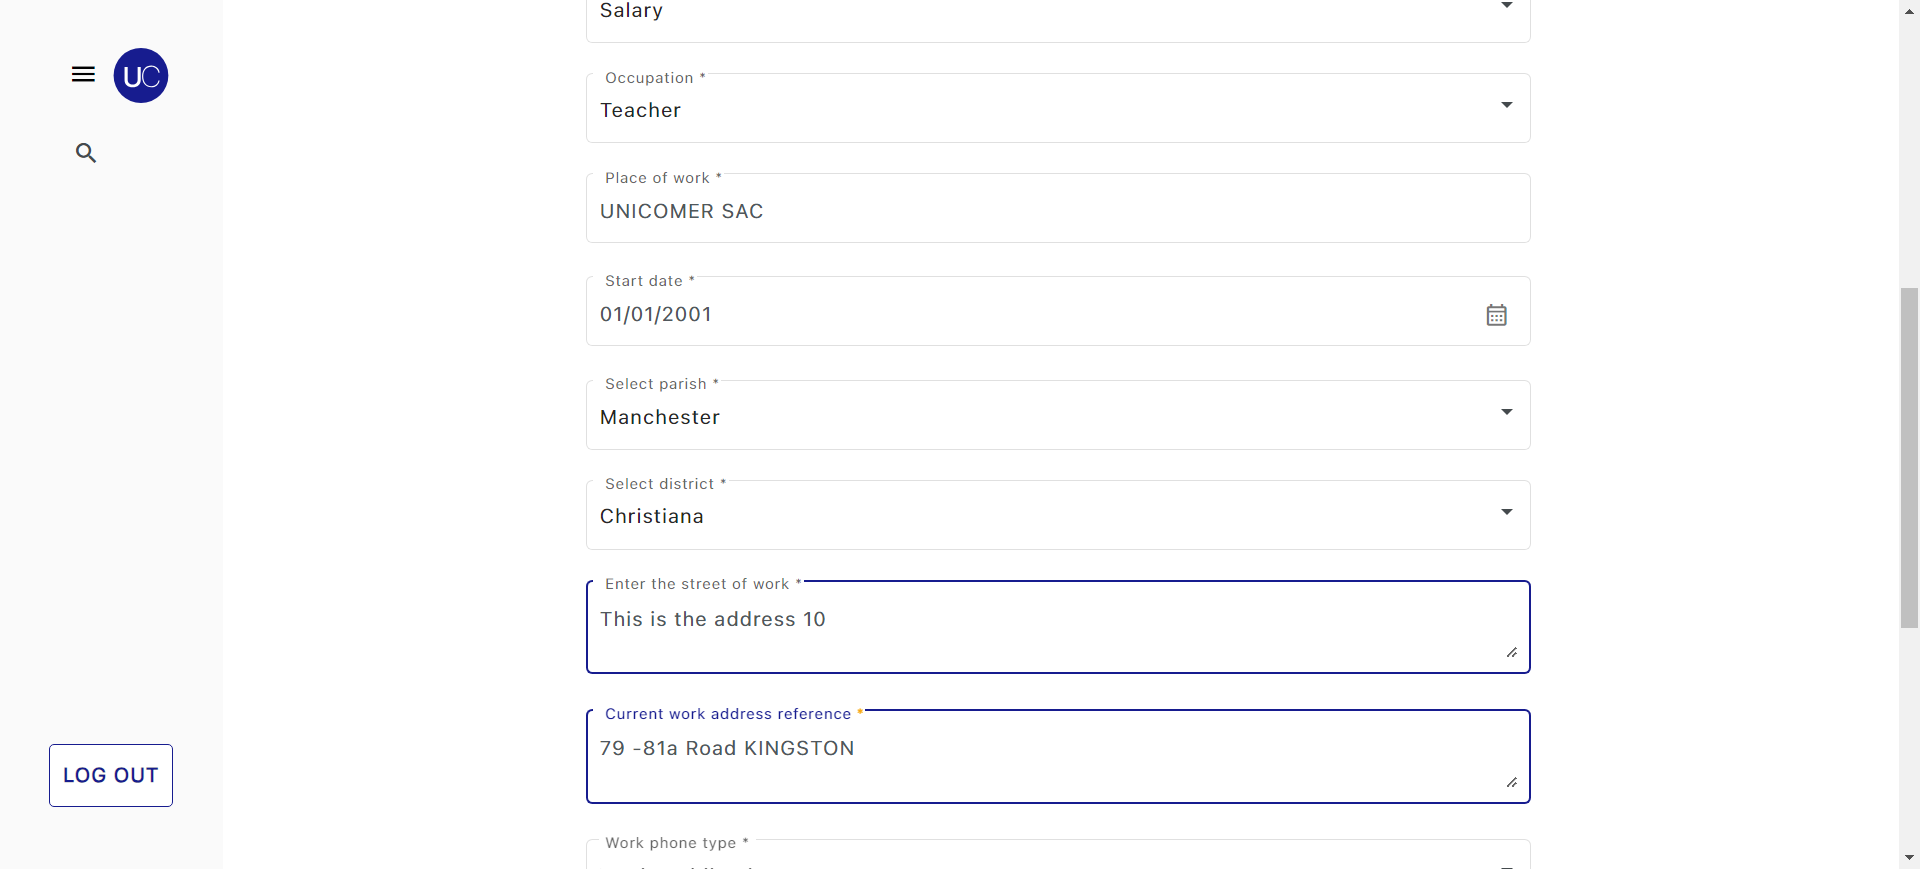 Salary
UC
Occupation *
Teacher
Place of work *
UNICOMER SAC
Start date *
01/01/2001
Select parish *
Manchester
Select district *
Christiana
Enter the street of work *
This is the address 10
Current work address reference *
79 -81a Road KINGSTON
LOG OUT
Work phone type *